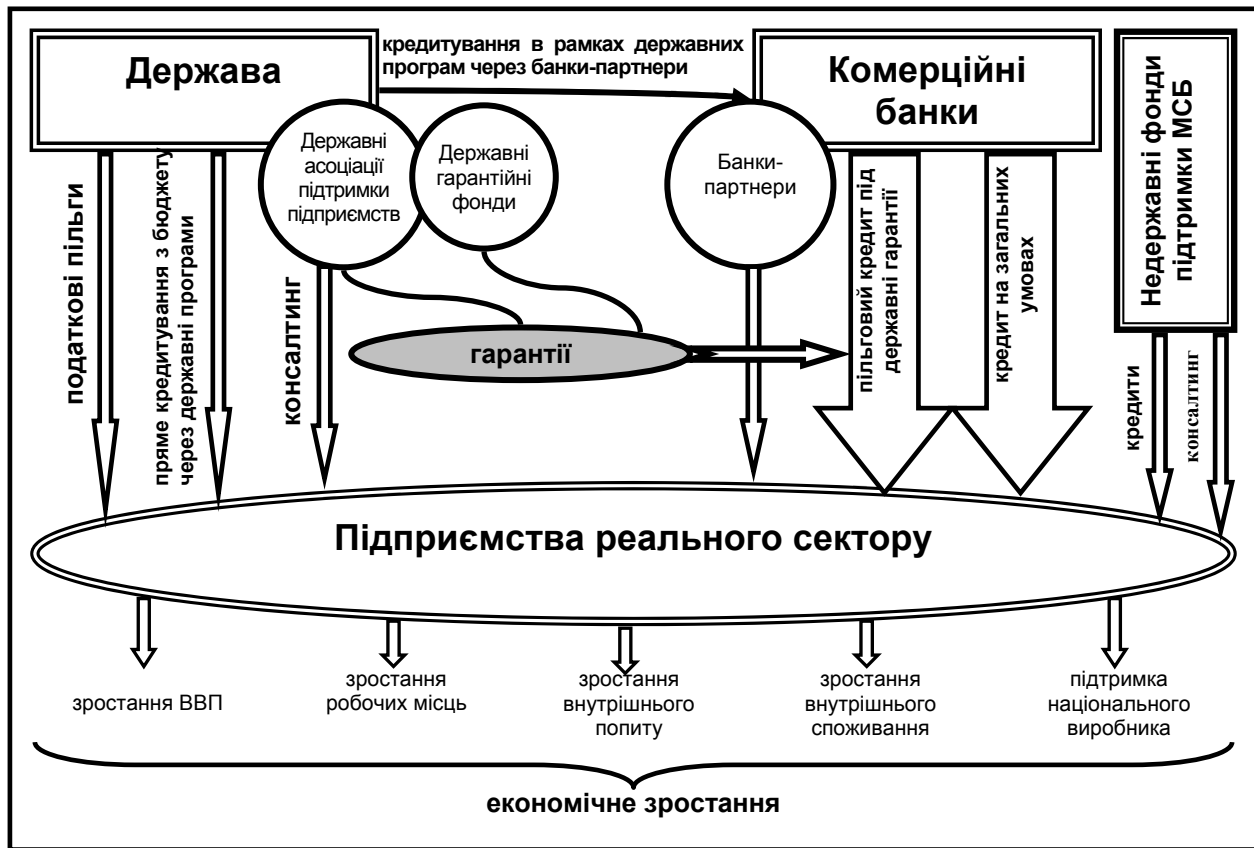 Держава
кредитування в рамках державних
програм через банки-партнери
Комерційні
банки
Недержавні фонди
підтримки МСБ
Державні
асоціації
підтримки
підприємств
Державні
гарантійні
фонди
Банки-
партнери
податкові пільги
пряме кредитування з бюджету
через державні програми
консалтинг
гарантії
пільговий кредит під
державні гарантії
кредит на загальних
умовах
кредити
консалтинг
Підприємства реального сектору
зростання ВВП
зростання
робочих місць
зростання
внутрішнього
попиту
зростання
внутрішнього
споживання
підтримка
національного
виробника
економічне зростання